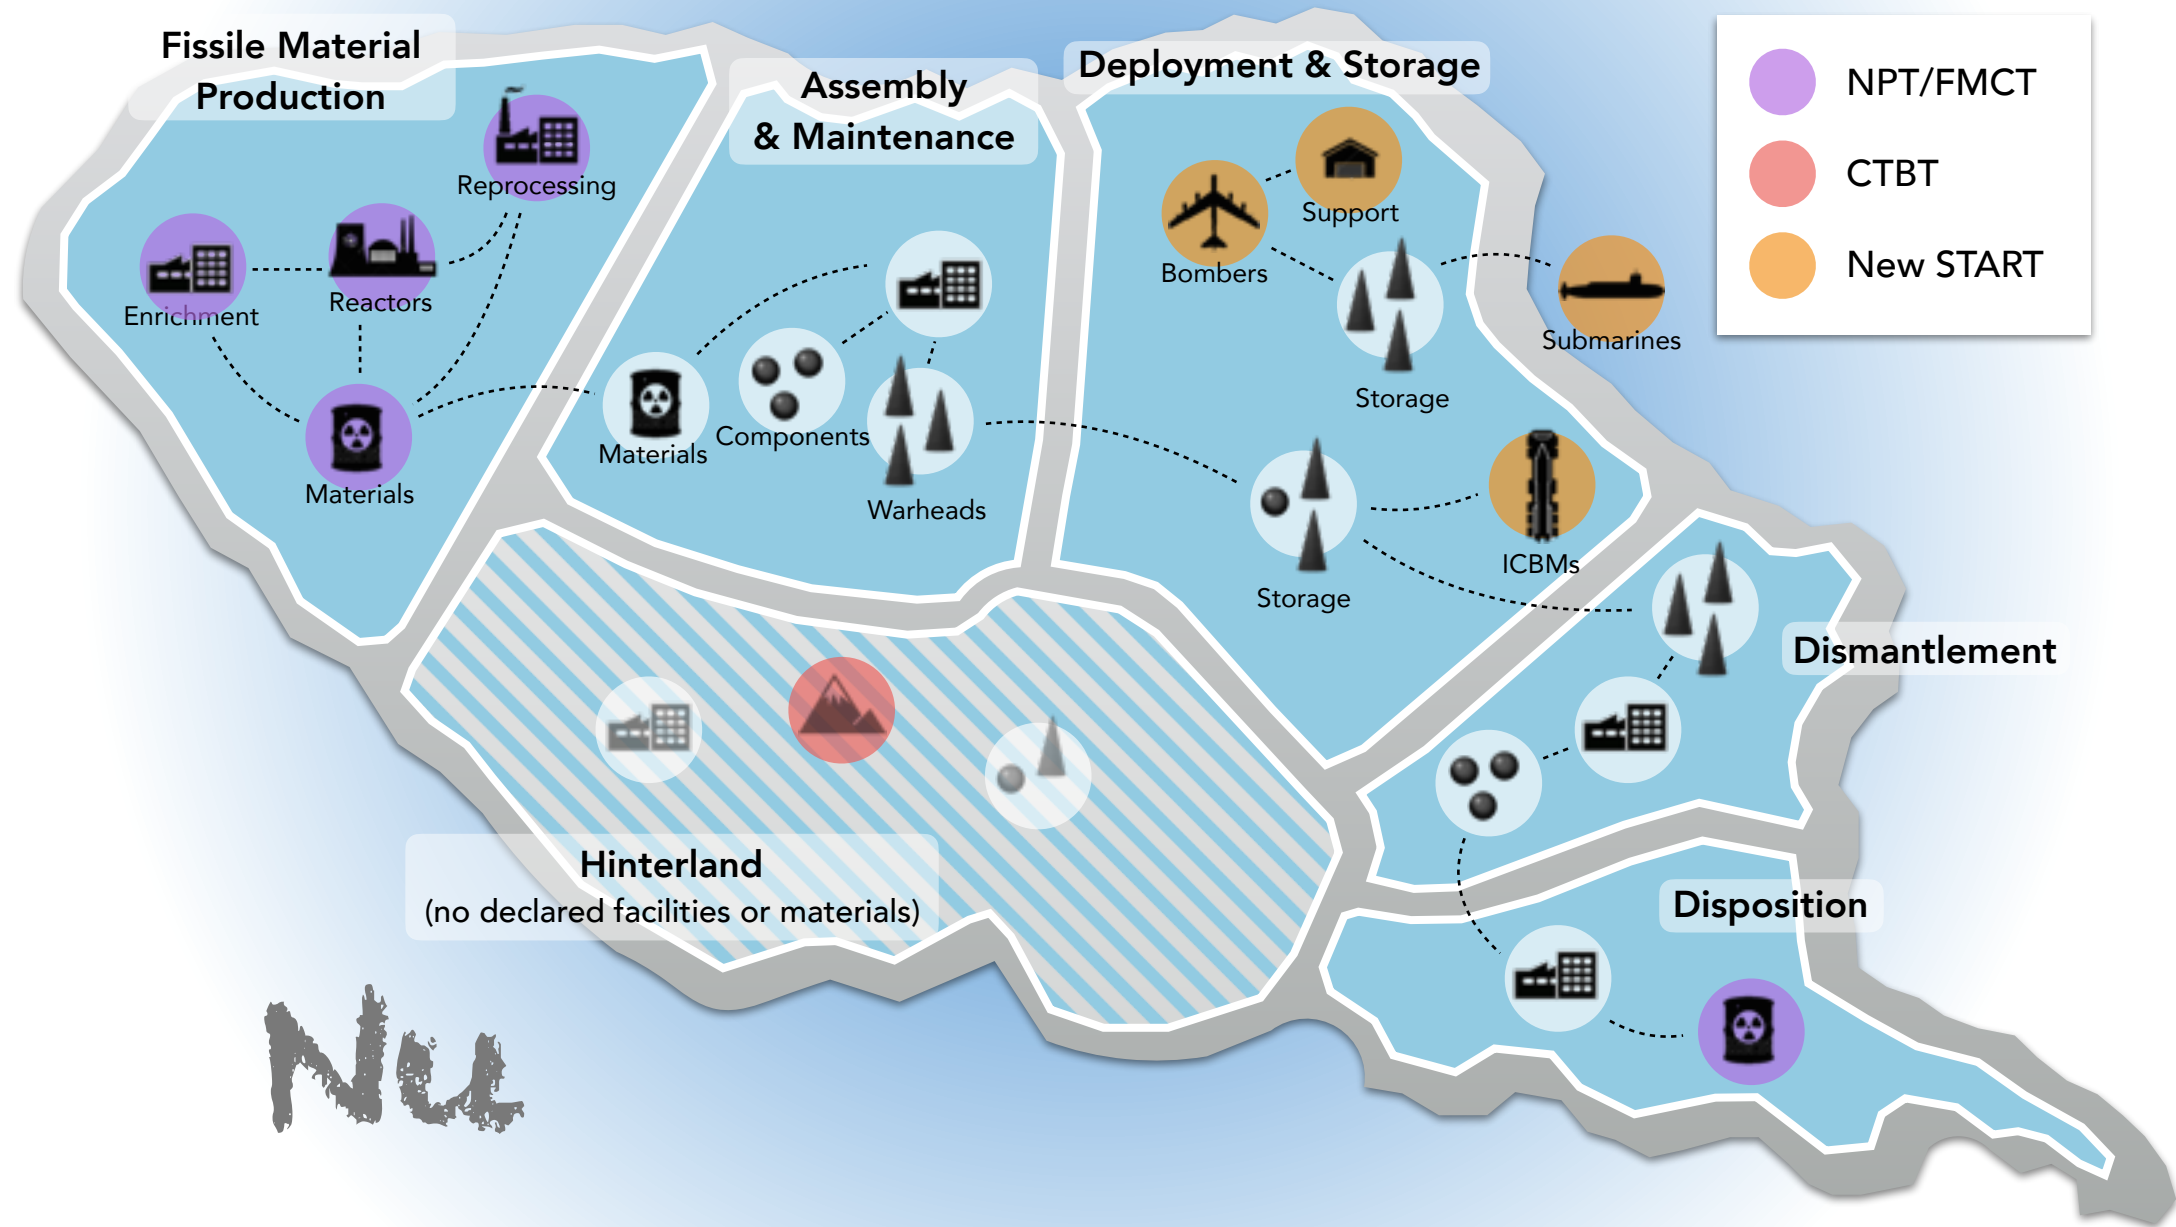 Fissile Material
Production
Reprocessing
Enrichment
Reactors
Materials
Assembly
& Maintenance
Materials
Components
Warheads
Deployment & Storage
Support
Bombers
Storage
Submarines
ICBMs
Storage
NPT/FMCT
CTBT
New START
Dismantlement
Hinterland
(no declared facilities or materials)
Disposition
Nu